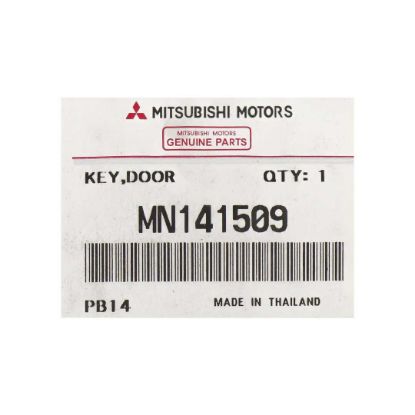 MITSUBISHI MOTORS
MITSUBISHI MOTORS
GENUINE PARTS
KEY,DOOR QTY: 1
MN141509
PB14 MADE IN THAILAND